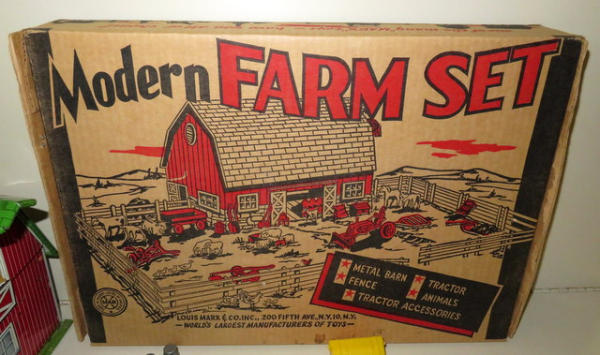 Modern FARM SET
★ METAL BARN ★ TRACTOR
★ FENCE ★ ANIMALS
★ TRACTOR ACCESSORIES
LOUIS MARX & CO. INC., 200 FIFTH AVE., N.Y. 10, N.Y.
— WORLD'S LARGEST MANUFACTURERS OF TOYS —